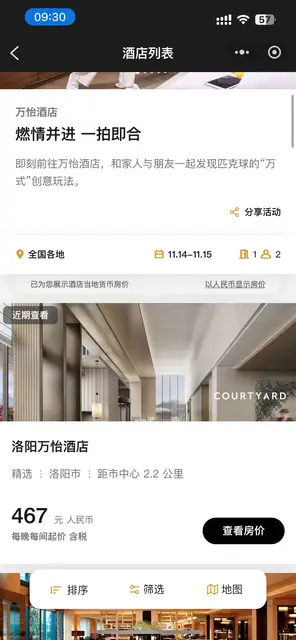 09:30
57
酒店列表
万怡酒店
燃情并进 一拍即合
即刻前往万怡酒店，和家人与朋友一起发现匹克球的“万
式”创意玩法。
分享活动
全国各地 11.14–11.15 1 2
已为您展示酒店当地货币房价 以人民币显示房价
近期查看
COURTYARD
洛阳万怡酒店
精选 ⋮ 洛阳市 ⋮ 距市中心 2.2 公里
467 元 人民币
每晚每间起价 含税
查看房价
排序 筛选 地图